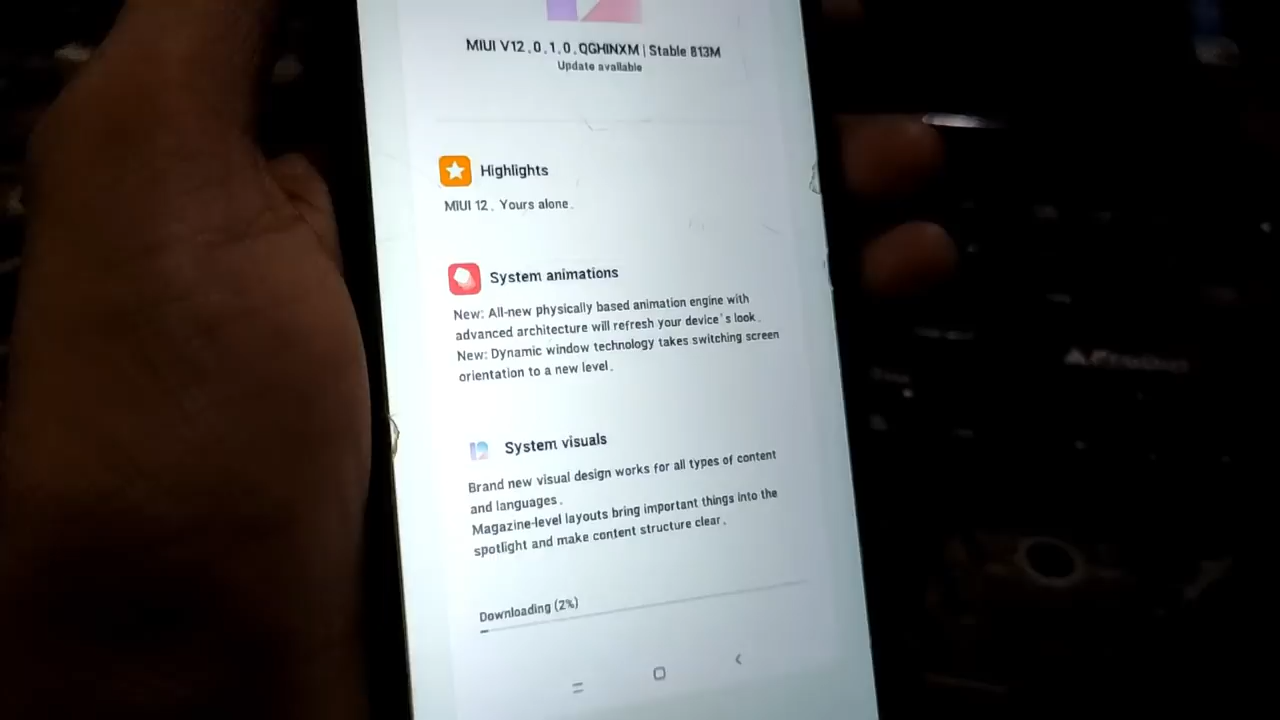 MIUI V12.0.1.0.QGHINXM | Stable 813M
Update available
Highlights
MIUI 12. Yours alone.
System animations
New: All-new physically based animation engine with
advanced architecture will refresh your device's look.
New: Dynamic window technology takes switching screen
orientation to a new level.
System visuals
Brand new visual design works for all types of content
and languages.
Magazine-level layouts bring important things into the
spotlight and make content structure clear.
Downloading (2%)